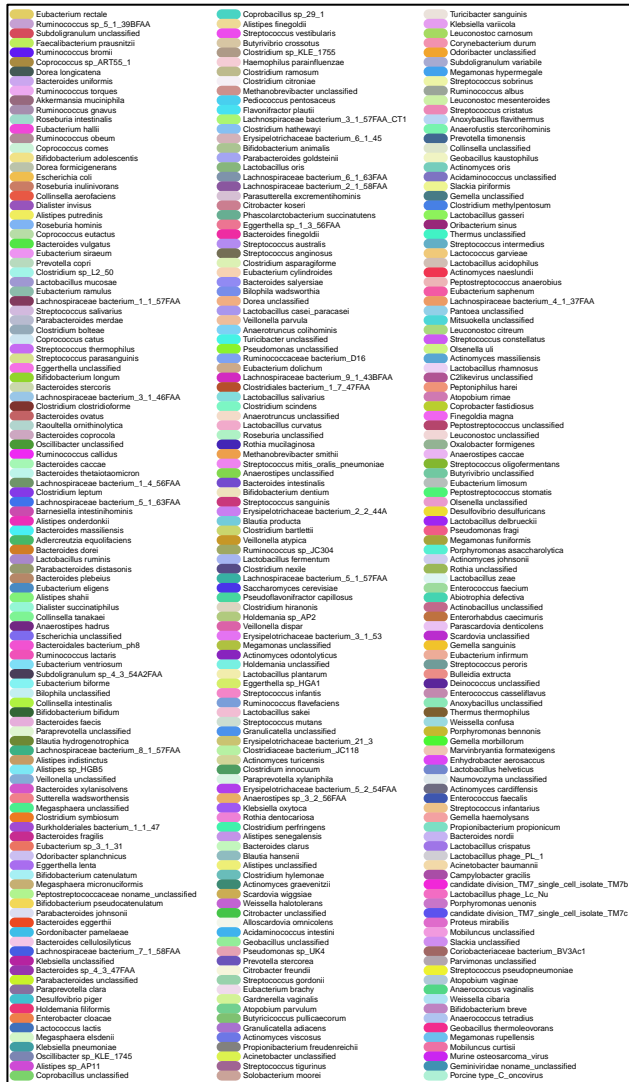 Eubacterium rectale
Ruminococcus sp_5_1_39BFAA
Subdoligranulum unclassified
Faecalibacterium prausnitzii
Ruminococcus bromii
Coprococcus sp_ART55_1
Dorea longicatena
Bacteroides uniformis
Ruminococcus torques
Akkermansia muciniphila
Ruminococcus gnavus
Roseburia intestinalis
Eubacterium hallii
Ruminococcus obeum
Coprococcus comes
Bifidobacterium adolescentis
Dorea formicigenerans
Escherichia coli
Roseburia inulinivorans
Collinsella aerofaciens
Dialister invisus
Alistipes putredinis
Roseburia hominis
Coprococcus eutactus
Bacteroides vulgatus
Eubacterium siraeum
Prevotella copri
Clostridium sp_L2_50
Lactobacillus mucosae
Eubacterium ramulus
Lachnospiraceae bacterium_1_1_57FAA
Streptococcus salivarius
Parabacteroides merdae
Clostridium bolteae
Coprococcus catus
Streptococcus thermophilus
Streptococcus parasanguinis
Eggerthella unclassified
Bifidobacterium longum
Bacteroides stercoris
Lachnospiraceae bacterium_3_1_46FAA
Clostridium clostridioforme
Bacteroides ovatus
Raoultella ornithinolytica
Bacteroides coprocola
Oscillibacter unclassified
Ruminococcus callidus
Bacteroides caccae
Bacteroides thetaiotaomicron
Lachnospiraceae bacterium_1_4_56FAA
Clostridium leptum
Lachnospiraceae bacterium_5_1_63FAA
Barnesiella intestinihominis
Alistipes onderdonkii
Bacteroides massiliensis
Adlercreutzia equolifaciens
Bacteroides dorei
Lactobacillus ruminis
Parabacteroides distasonis
Bacteroides plebeius
Eubacterium eligens
Alistipes shahii
Dialister succinatiphilus
Collinsella tanakaei
Anaerostipes hadrus
Escherichia unclassified
Bacteroidales bacterium_ph8
Ruminococcus lactaris
Eubacterium ventriosum
Subdoligranulum sp_4_3_54A2FAA
Eubacterium biforme
Bilophila unclassified
Collinsella intestinalis
Bifidobacterium bifidum
Bacteroides faecis
Paraprevotella unclassified
Blautia hydrogenotrophica
Lachnospiraceae bacterium_8_1_57FAA
Alistipes indistinctus
Alistipes sp_HGB5
Veillonella unclassified
Bacteroides xylanisolvens
Sutterella wadsworthensis
Megasphaera unclassified
Clostridium symbiosum
Burkholderiales bacterium_1_1_47
Bacteroides fragilis
Eubacterium sp_3_1_31
Odoribacter splanchnicus
Eggerthella lenta
Bifidobacterium catenulatum
Megasphaera micronuciformis
Peptostreptococcaceae noname_unclassified
Bifidobacterium pseudocatenulatum
Parabacteroides johnsonii
Bacteroides eggerthii
Gordonibacter pamelaeae
Bacteroides cellulosilyticus
Lachnospiraceae bacterium_7_1_58FAA
Klebsiella unclassified
Bacteroides sp_4_3_47FAA
Parabacteroides unclassified
Paraprevotella clara
Desulfovibrio piger
Holdemania filiformis
Enterobacter cloacae
Lactococcus lactis
Megasphaera elsdenii
Klebsiella pneumoniae
Oscillibacter sp_KLE_1745
Alistipes sp_AP11
Coprobacillus unclassified
Coprobacillus sp_29_1
Alistipes finegoldii
Streptococcus vestibularis
Butyrivibrio crossotus
Clostridium sp_KLE_1755
Haemophilus parainfluenzae
Clostridium ramosum
Clostridium citroniae
Methanobrevibacter unclassified
Pediococcus pentosaceus
Flavonifractor plautii
Lachnospiraceae bacterium_3_1_57FAA_CT1
Clostridium hathewayi
Erysipelotrichaceae bacterium_6_1_45
Bifidobacterium animalis
Parabacteroides goldsteinii
Lactobacillus oris
Lachnospiraceae bacterium_6_1_63FAA
Lachnospiraceae bacterium_2_1_58FAA
Parasutterella excrementihominis
Citrobacter koseri
Phascolarctobacterium succinatutens
Eggerthella sp_1_3_56FAA
Bacteroides finegoldii
Streptococcus australis
Streptococcus anginosus
Clostridium asparagiforme
Eubacterium cylindroides
Bacteroides salyersiae
Bilophila wadsworthia
Dorea unclassified
Lactobacillus casei_paracasei
Veillonella parvula
Anaerotruncus colihominis
Turicibacter unclassified
Pseudomonas unclassified
Ruminococcaceae bacterium_D16
Eubacterium dolichum
Lachnospiraceae bacterium_9_1_43BFAA
Clostridiales bacterium_1_7_47FAA
Lactobacillus salivarius
Clostridium scindens
Anaerotruncus unclassified
Lactobacillus curvatus
Roseburia unclassified
Rothia mucilaginosa
Methanobrevibacter smithii
Streptococcus mitis_oralis_pneumoniae
Anaerostipes unclassified
Bacteroides intestinalis
Bifidobacterium dentium
Streptococcus sanguinis
Erysipelotrichaceae bacterium_2_2_44A
Blautia producta
Clostridium bartlettii
Veillonella atypica
Ruminococcus sp_JC304
Lactobacillus fermentum
Clostridium nexile
Lachnospiraceae bacterium_5_1_57FAA
Saccharomyces cerevisiae
Pseudoflavonifractor capillosus
Clostridium hiranonis
Holdemania sp_AP2
Veillonella dispar
Erysipelotrichaceae bacterium_3_1_53
Megamonas unclassified
Actinomyces odontolyticus
Holdemania unclassified
Lactobacillus plantarum
Eggerthella sp_HGA1
Streptococcus infantis
Ruminococcus flavefaciens
Lactobacillus sakei
Streptococcus mutans
Granulicatella unclassified
Erysipelotrichaceae bacterium_21_3
Clostridiaceae bacterium_JC118
Actinomyces turicensis
Clostridium innocuum
Paraprevotella xylaniphila
Erysipelotrichaceae bacterium_5_2_54FAA
Anaerostipes sp_3_2_56FAA
Klebsiella oxytoca
Rothia dentocariosa
Clostridium perfringens
Alistipes senegalensis
Bacteroides clarus
Blautia hansenii
Alistipes unclassified
Clostridium hylemonae
Actinomyces graevenitzii
Scardovia wiggsiae
Weissella halotolerans
Citrobacter unclassified
Alloscardovia omnicolens
Acidaminococcus intestini
Geobacillus unclassified
Pseudomonas sp_UK4
Prevotella stercorea
Citrobacter freundii
Streptococcus gordonii
Eubacterium brachy
Gardnerella vaginalis
Atopobium parvulum
Butyricicoccus pullicaecorum
Granulicatella adiacens
Actinomyces viscosus
Propionibacterium freudenreichii
Acinetobacter unclassified
Streptococcus tigurinus
Solobacterium moorei
Turicibacter sanguinis
Klebsiella variicola
Leuconostoc carnosum
Corynebacterium durum
Odoribacter unclassified
Subdoligranulum variabile
Megamonas hypermegale
Streptococcus sobrinus
Ruminococcus albus
Leuconostoc mesenteroides
Streptococcus cristatus
Anoxybacillus flavithermus
Anaerofustis stercorihominis
Prevotella timonensis
Collinsella unclassified
Geobacillus kaustophilus
Actinomyces oris
Acidaminococcus unclassified
Slackia piriformis
Gemella unclassified
Clostridium methylpentosum
Lactobacillus gasseri
Oribacterium sinus
Thermus unclassified
Streptococcus intermedius
Lactococcus garvieae
Lactobacillus acidophilus
Actinomyces naeslundii
Peptostreptococcus anaerobius
Eubacterium saphenum
Lachnospiraceae bacterium_4_1_37FAA
Pantoea unclassified
Mitsuokella unclassified
Leuconostoc citreum
Streptococcus constellatus
Olsenella uli
Actinomyces massiliensis
Lactobacillus rhamnosus
C2likevirus unclassified
Peptoniphilus harei
Atopobium rimae
Coprobacter fastidiosus
Finegoldia magna
Peptostreptococcus unclassified
Leuconostoc unclassified
Oxalobacter formigenes
Anaerostipes caccae
Streptococcus oligofermentans
Butyrivibrio unclassified
Eubacterium limosum
Peptostreptococcus stomatis
Olsenella unclassified
Desulfovibrio desulfuricans
Lactobacillus delbrueckii
Pseudomonas fragi
Megamonas funiformis
Porphyromonas asaccharolytica
Actinomyces johnsonii
Rothia unclassified
Lactobacillus zeae
Enterococcus faecium
Abiotrophia defectiva
Actinobacillus unclassified
Enterorhabdus caecimuris
Parascardovia denticolens
Scardovia unclassified
Gemella sanguinis
Eubacterium infirmum
Streptococcus peroris
Bulleidia extructa
Deinococcus unclassified
Enterococcus casseliflavus
Anoxybacillus unclassified
Thermus thermophilus
Weissella confusa
Porphyromonas bennonis
Gemella morbillorum
Marvinbryantia formatexigens
Enhydrobacter aerosaccus
Lactobacillus helveticus
Naumovozyma unclassified
Actinomyces cardiffensis
Enterococcus faecalis
Streptococcus infantarius
Gemella haemolysans
Propionibacterium propionicum
Bacteroides nordii
Lactobacillus crispatus
Lactobacillus phage_PL_1
Acinetobacter baumannii
Campylobacter gracilis
candidate division_TM7_single_cell_isolate_TM7b
Lactobacillus phage_Lc_Nu
Porphyromonas uenonis
candidate division_TM7_single_cell_isolate_TM7c
Proteus mirabilis
Mobiluncus unclassified
Slackia unclassified
Coriobacteriaceae bacterium_BV3Ac1
Parvimonas unclassified
Streptococcus pseudopneumoniae
Atopobium vaginae
Anaerococcus vaginalis
Weissella cibaria
Bifidobacterium breve
Anaerococcus tetradius
Geobacillus thermoleovorans
Megamonas rupellensis
Mobiluncus curtisii
Murine osteosarcoma_virus
Geminiviridae noname_unclassified
Porcine type_C_oncovirus